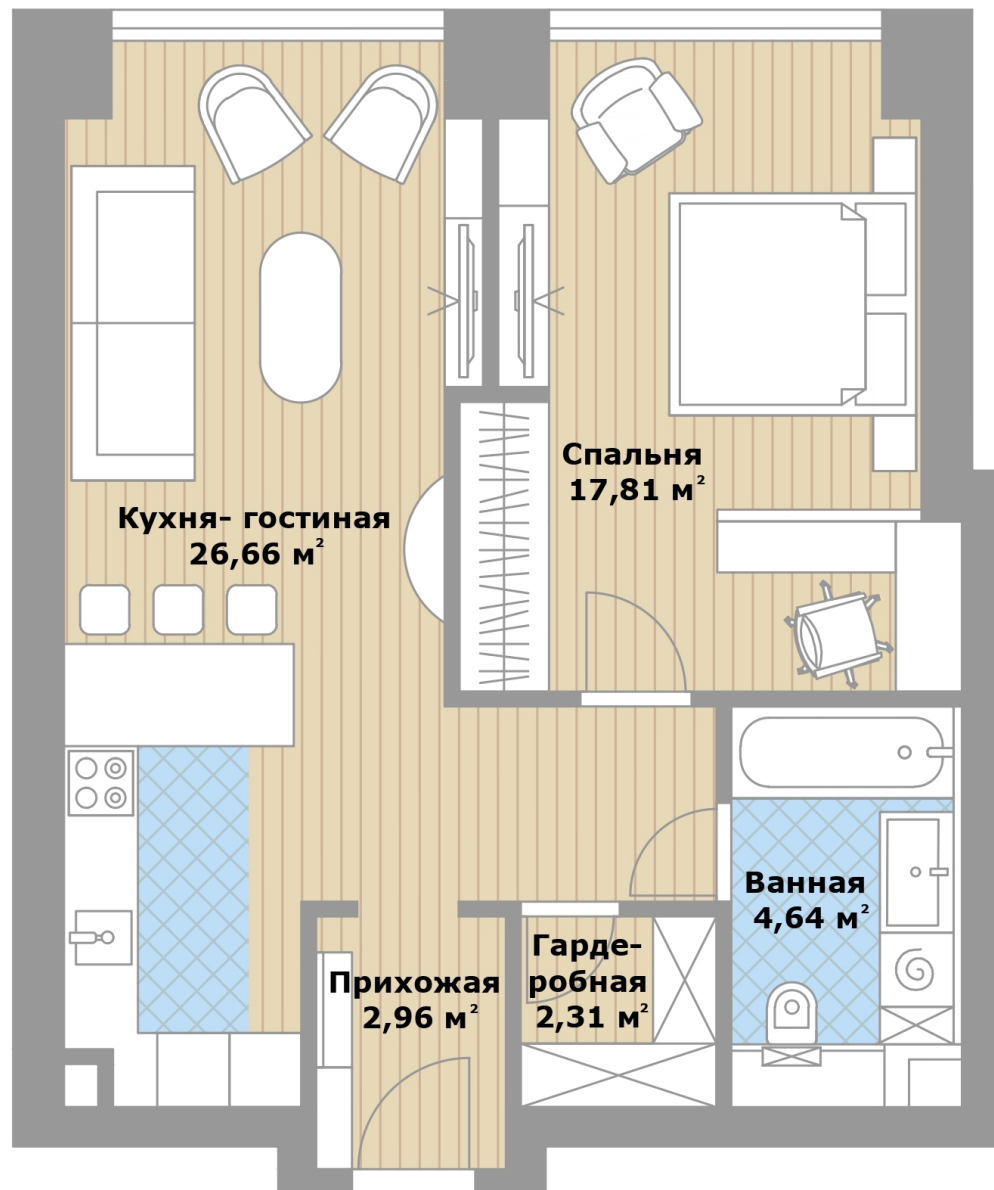 Спальня
17,81 м²
Кухня- гостиная
26,66 м²
Ванная
4,64 м²
Гарде-
робная
2,31 м²
Прихожая
2,96 м²